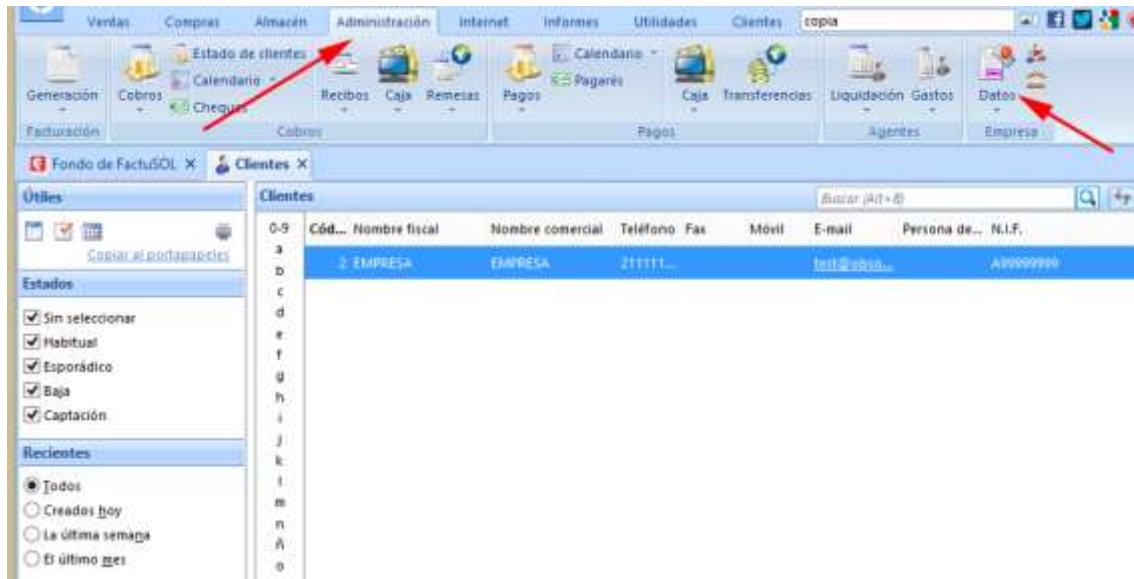 Ventas Compras Almacén Administración Internet Informes Utilidades Clientes copia
Estado de clientes
Calendario
Cheques
Generación Cobros Recibos Caja Remesas
Calendario
Pagarés
Pagos Caja Transferencias Liquidación Gastos Datos
Facturación Cobros Pagos Agentes Empresa
Fondo de FactuSOL X Clientes X
Útiles
Copiar al portapapeles
Estados
Sin seleccionar
Habitual
Esporádico
Baja
Captación
Recientes
Todos
Creados hoy
La última semana
El último mes
Clientes Buscar (Alt+B)
0-9
a
b
c
d
e
f
g
h
i
j
k
l
m
n
ñ
o
Cód... Nombre fiscal Nombre comercial Teléfono Fax Móvil E-mail Persona de... N.I.F.
2 EMPRESA EMPRESA 211111... A99999999